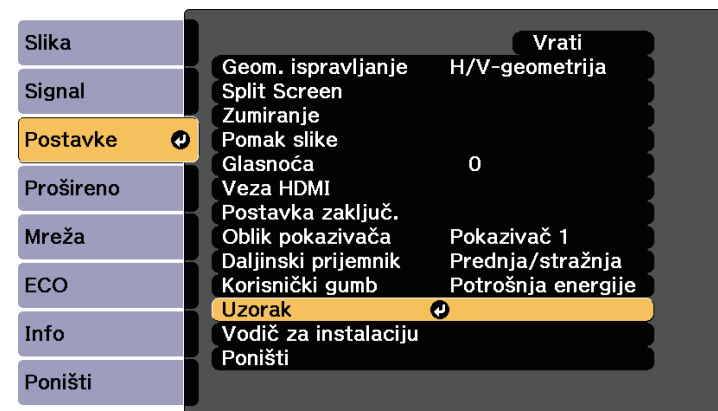 Slika
Signal
Postavke
Prošireno
Mreža
ECO
Info
Poništi
Vrati
Geom. ispravljanje H/V-geometrija
Split Screen
Zumiranje
Pomak slike
Glasnoća 0
Veza HDMI
Postavka zaključ.
Oblik pokazivača Pokazivač 1
Daljinski prijemnik Prednja/stražnja
Korisnički gumb Potrošnja energije
Uzorak
Vodič za instalaciju
Poništi